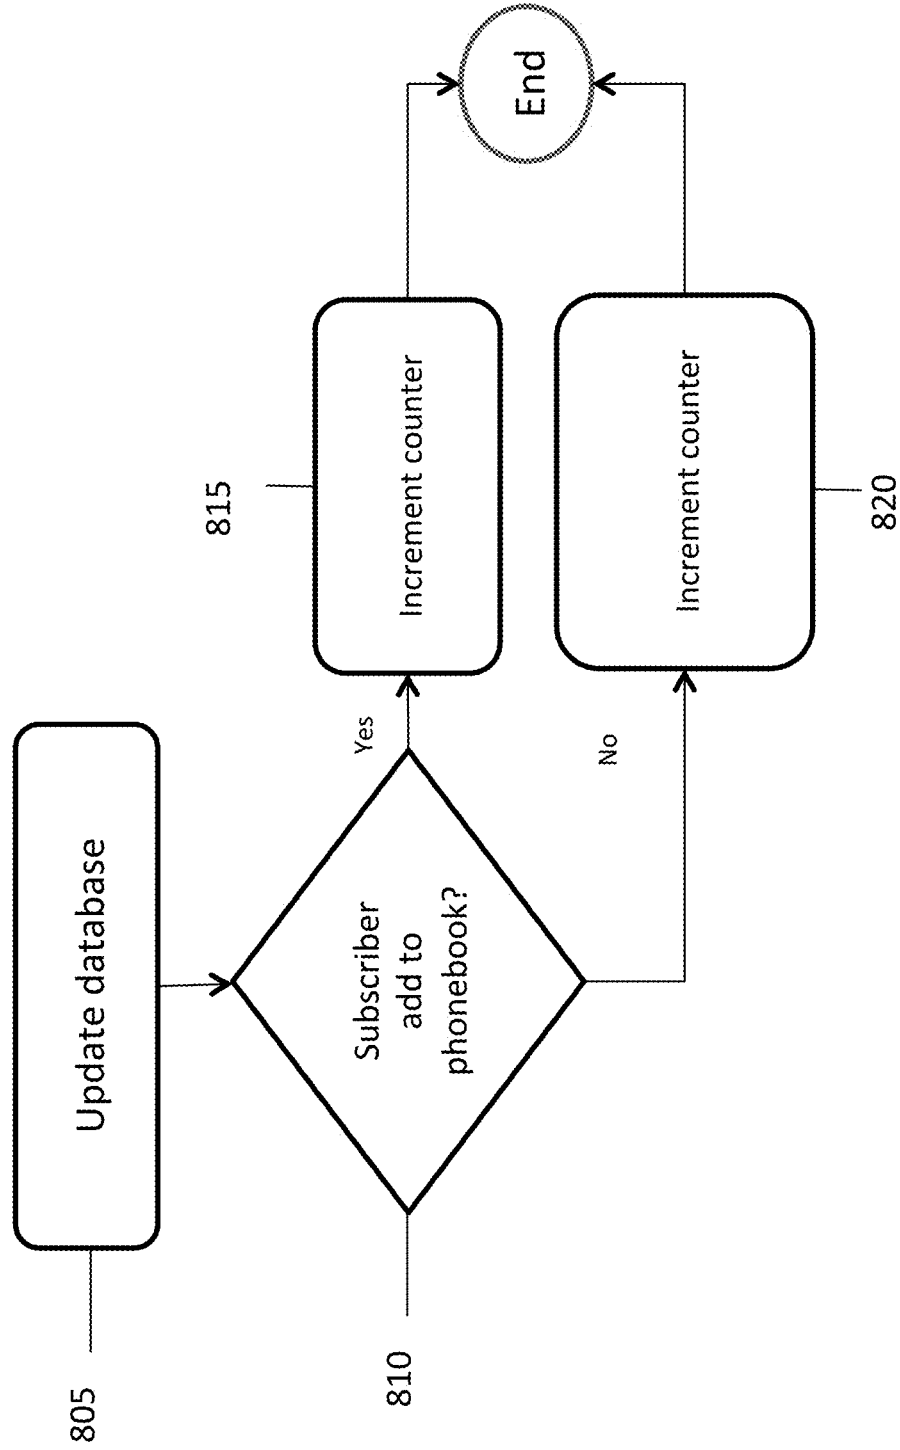 805
Update database
810
Subscriber
add to
phonebook?
Yes
815
Increment counter
No
Increment counter
820
End